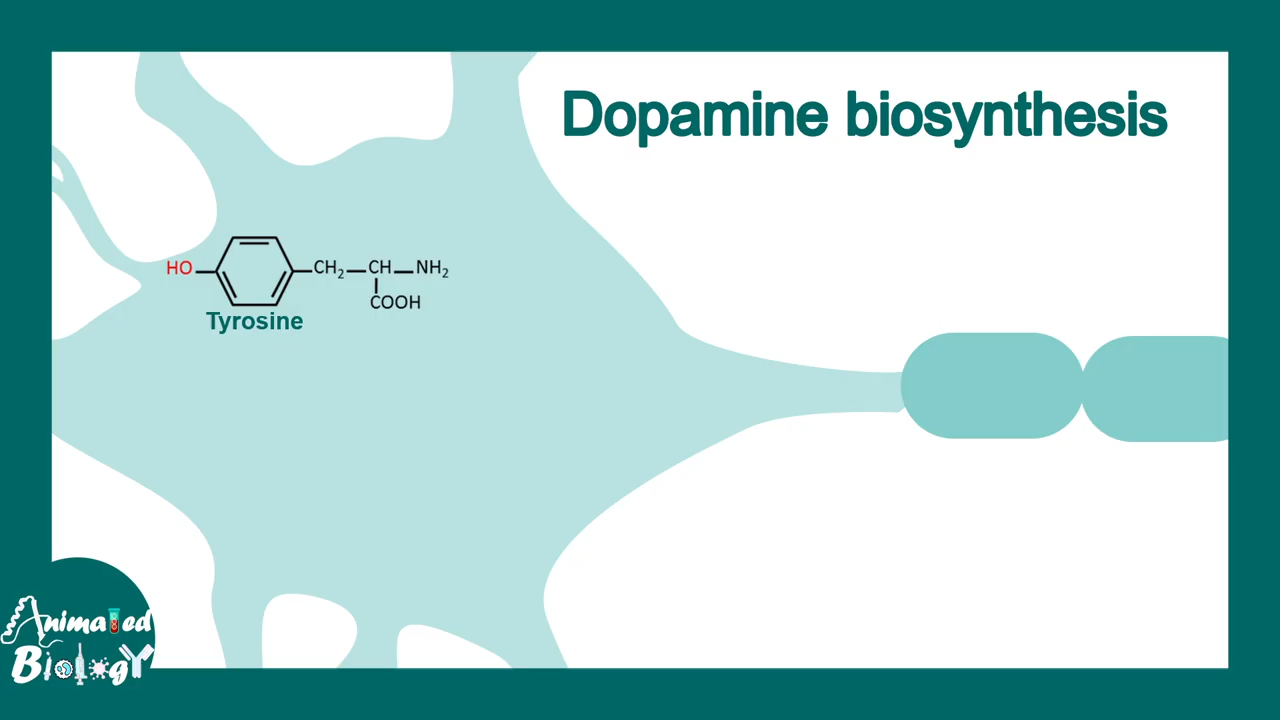 Dopamine biosynthesis
HO CH₂ CH NH₂
COOH
Tyrosine
Animated
Biology